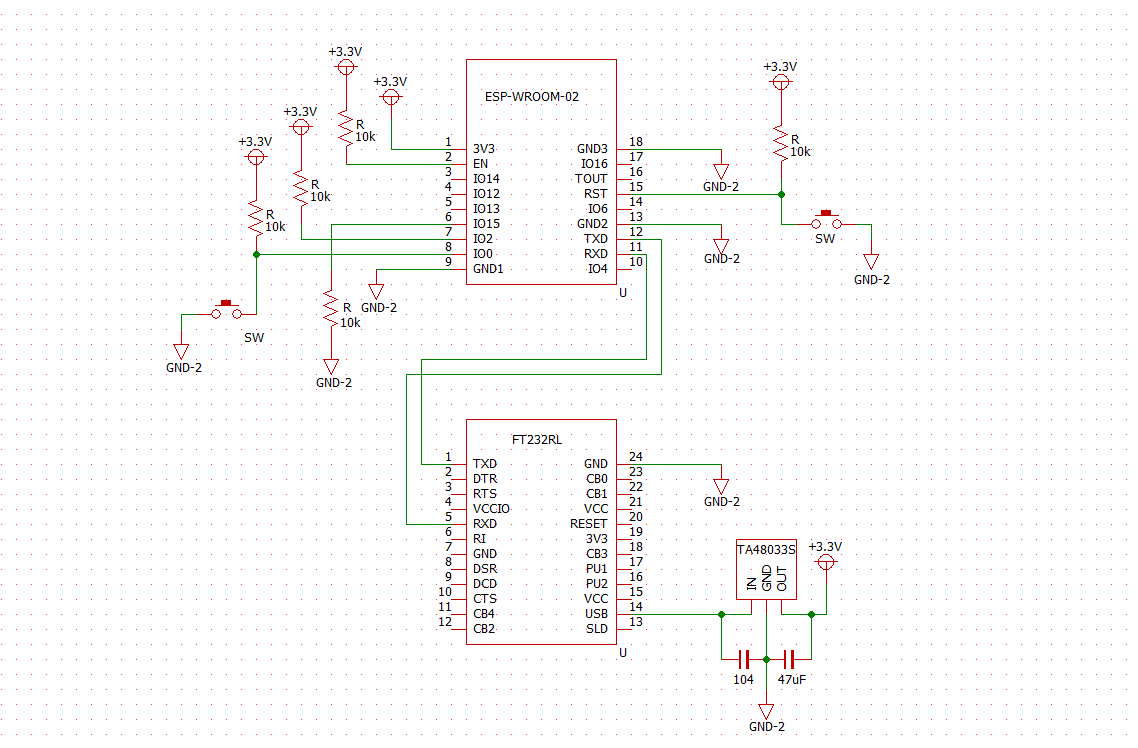 +3.3V
+3.3V
+3.3V
+3.3V
R
10k
R
10k
R
10k
ESP-WROOM-02
1 3V3
2 EN
3 IO14
4 IO12
5 IO13
6 IO15
7 IO2
8 IO0
9 GND1
GND3 18
IO16 17
TOUT 16
RST 15
IO6 14
GND2 13
TXD 12
RXD 11
IO4 10
U
+3.3V
R
10k
GND-2
GND-2
SW
GND-2
SW
GND-2
R
10k
GND-2
GND-2
FT232RL
1 TXD
2 DTR
3 RTS
4 VCCIO
5 RXD
6 RI
7 GND
8 DSR
9 DCD
10 CTS
11 CB4
12 CB2
GND 24
CB0 23
CB1 22
VCC 21
RESET 20
3V3 19
CB3 18
PU1 17
PU2 16
VCC 15
USB 14
SLD 13
U
GND-2
TA48033S
IN
GND
OUT
+3.3V
104
47uF
GND-2